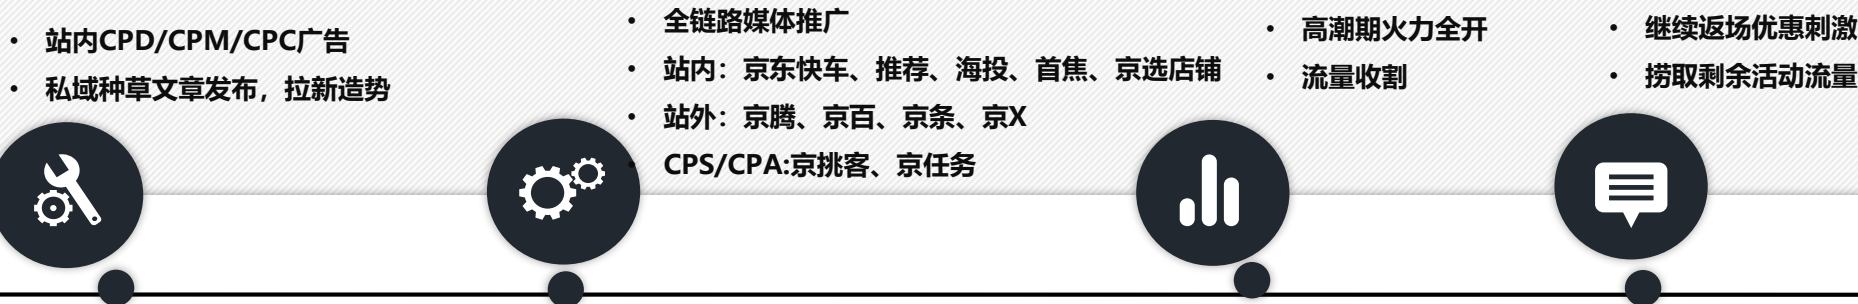 • 站内CPD/CPM/CPC广告
• 私域种草文章发布，拉新造势
• 全链路媒体推广
• 站内：京东快车、推荐、海投、首焦、京选店铺
• 站外：京腾、京百、京条、京X
• CPS/CPA:京挑客、京任务
• 高潮期火力全开
• 流量收割
• 继续返场优惠刺激
• 捞取剩余活动流量